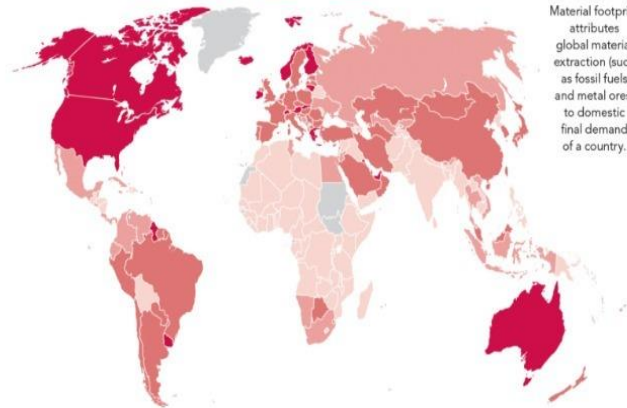 Material footpri
attributes
global materia
extraction (suc
as fossil fuels
and metal ores
to domestic
final demand
of a country.